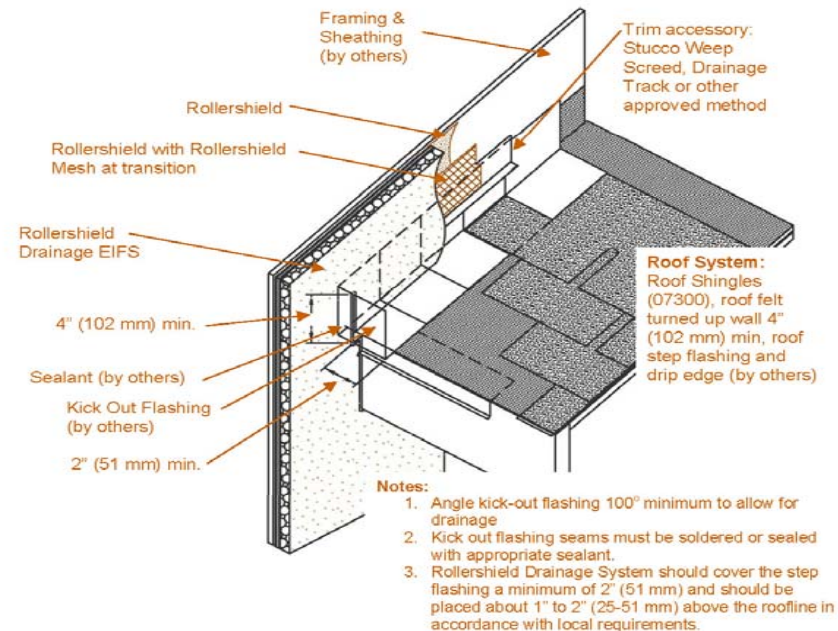 Framing &
Sheathing
(by others)
Trim accessory:
Stucco Weep
Screed, Drainage
Track or other
approved method
Rollershield
Rollershield with Rollershield
Mesh at transition
Rollershield
Drainage EIFS
Roof System:
Roof Shingles
(07300), roof felt
turned up wall 4"
(102 mm) min, roof
step flashing and
drip edge (by others)
4" (102 mm) min.
Sealant (by others)
Kick Out Flashing
(by others)
2" (51 mm) min.
Notes:
1. Angle kick-out flashing 100° minimum to allow for
drainage
2. Kick out flashing seams must be soldered or sealed
with appropriate sealant.
3. Rollershield Drainage System should cover the step
flashing a minimum of 2" (51 mm) and should be
placed about 1" to 2" (25-51 mm) above the roofline in
accordance with local requirements.